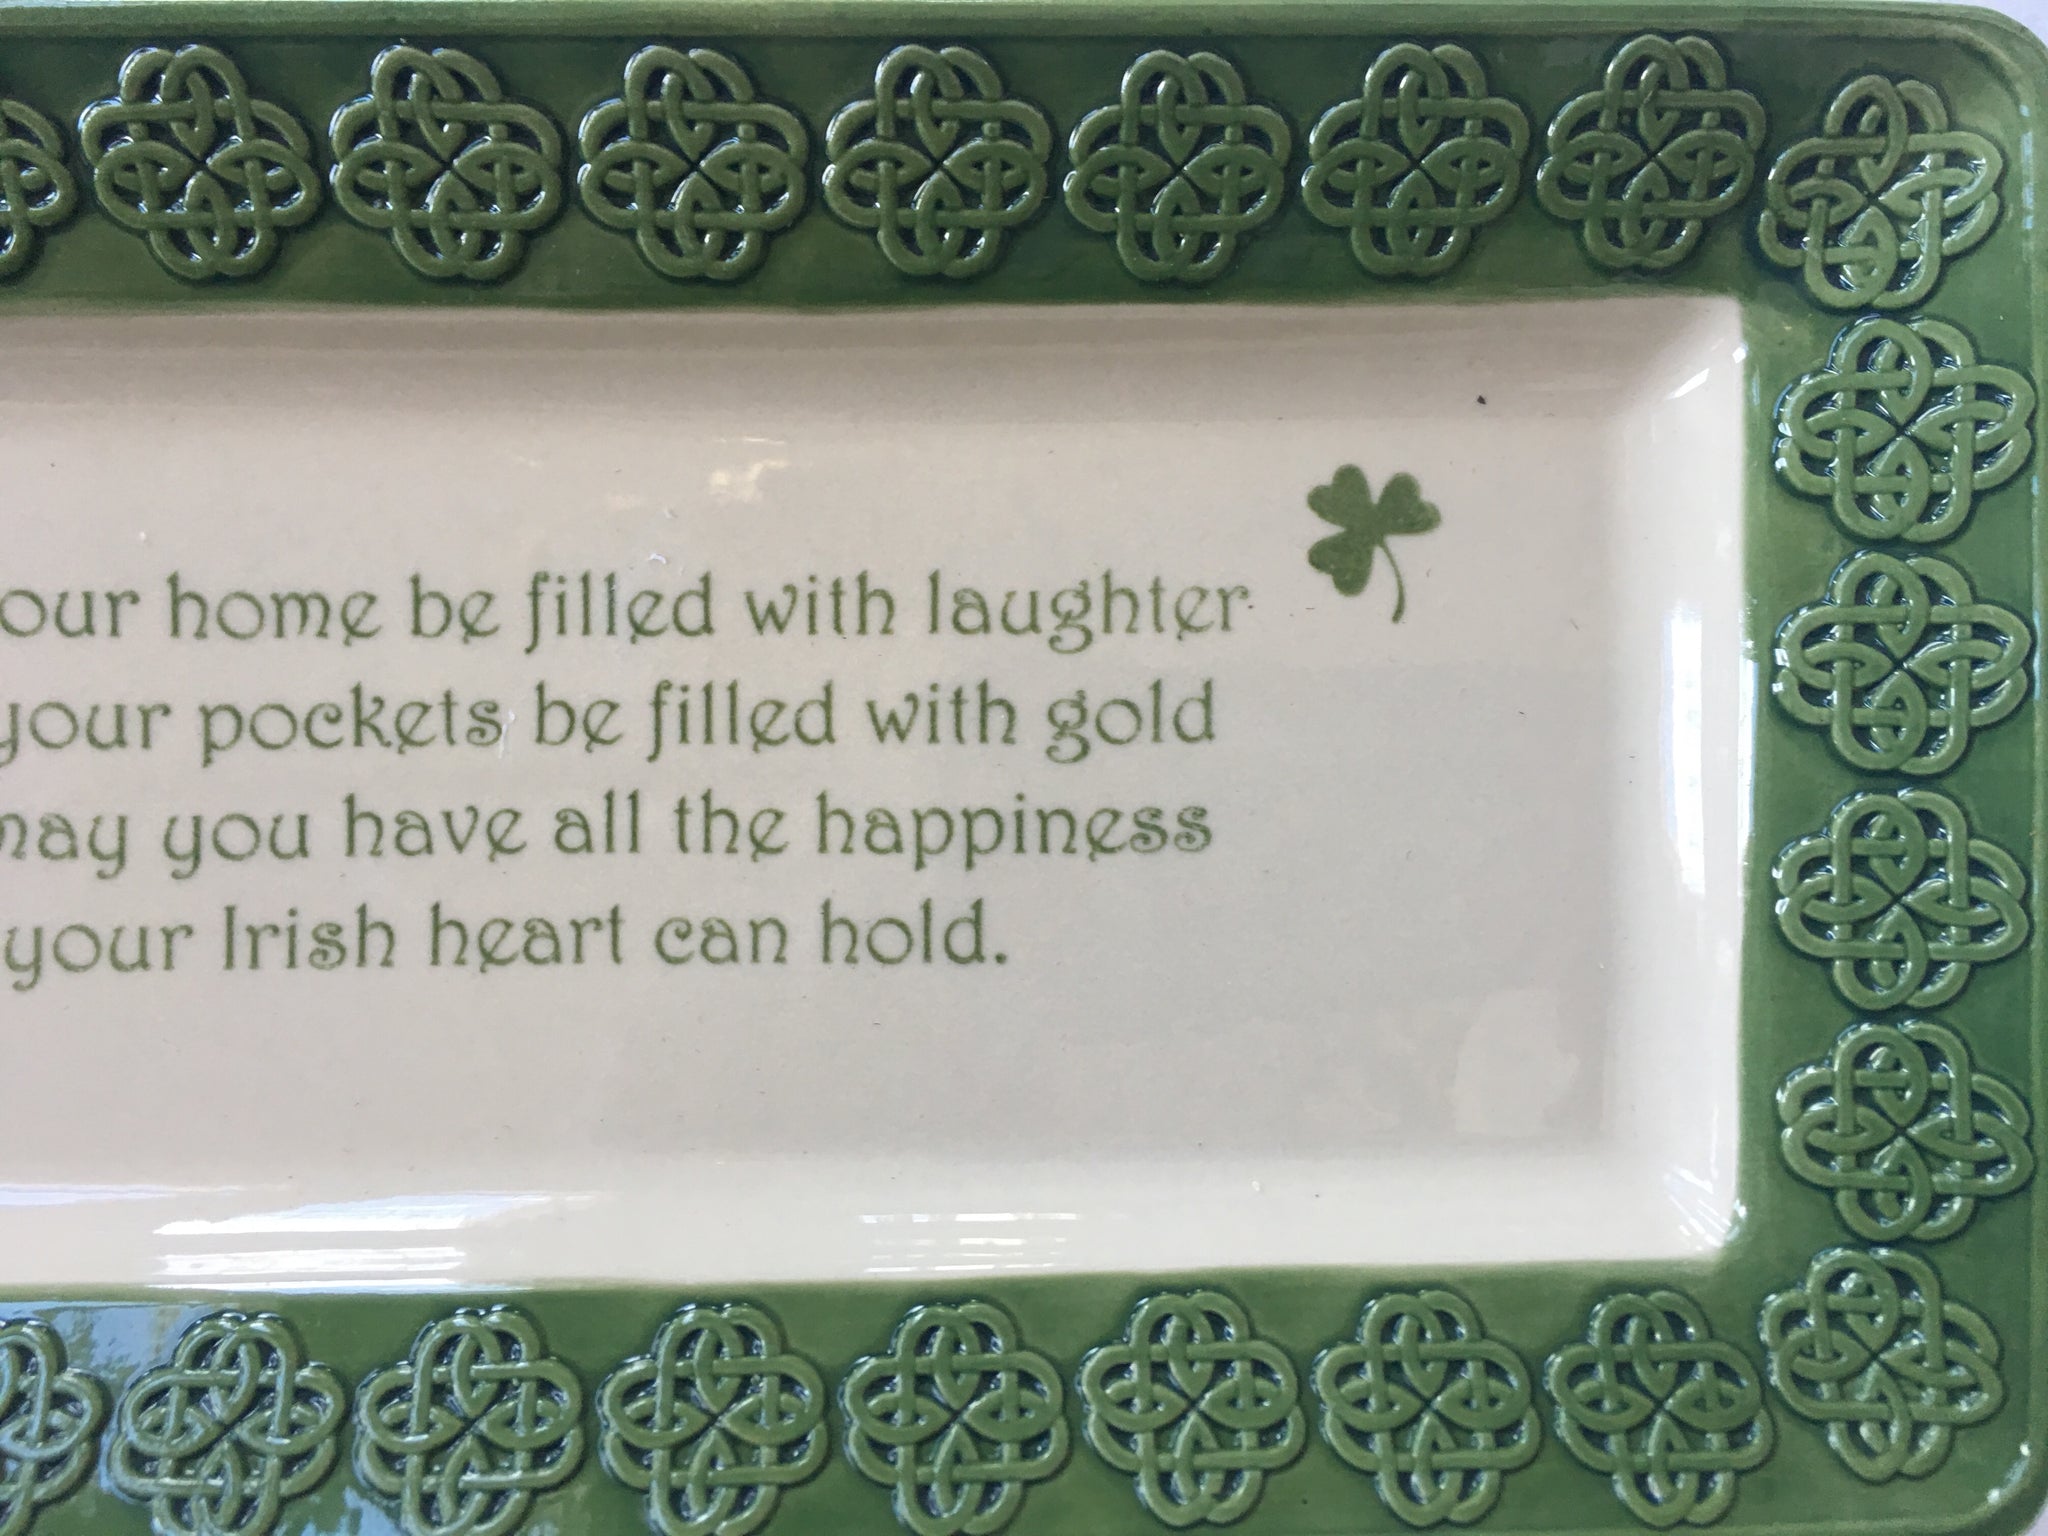 our home be filled with laughter
your pockets be filled with gold
may you have all the happiness
your Irish heart can hold.